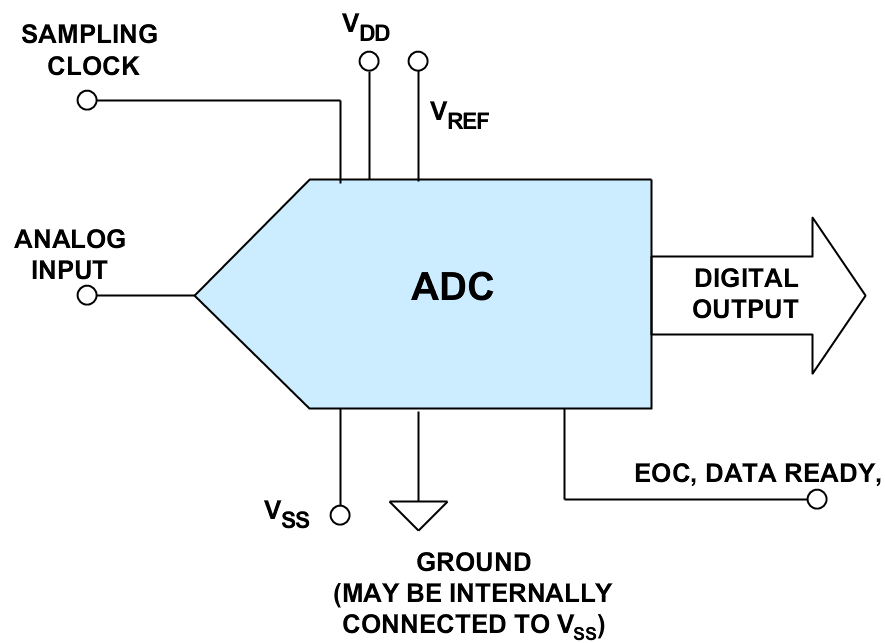 SAMPLING
CLOCK
VDD
VREF
ANALOG
INPUT
ADC
DIGITAL
OUTPUT
EOC, DATA READY,
VSS
GROUND
(MAY BE INTERNALLY
CONNECTED TO VSS)